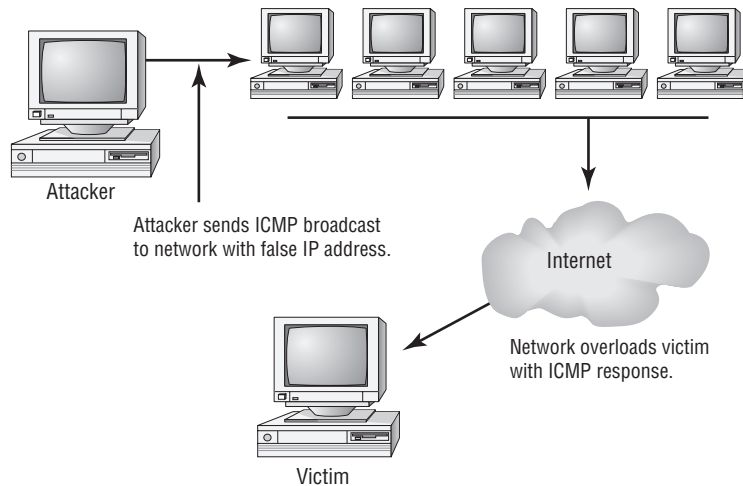 Attacker
Attacker sends ICMP broadcast
to network with false IP address.
Internet
Network overloads victim
with ICMP response.
Victim